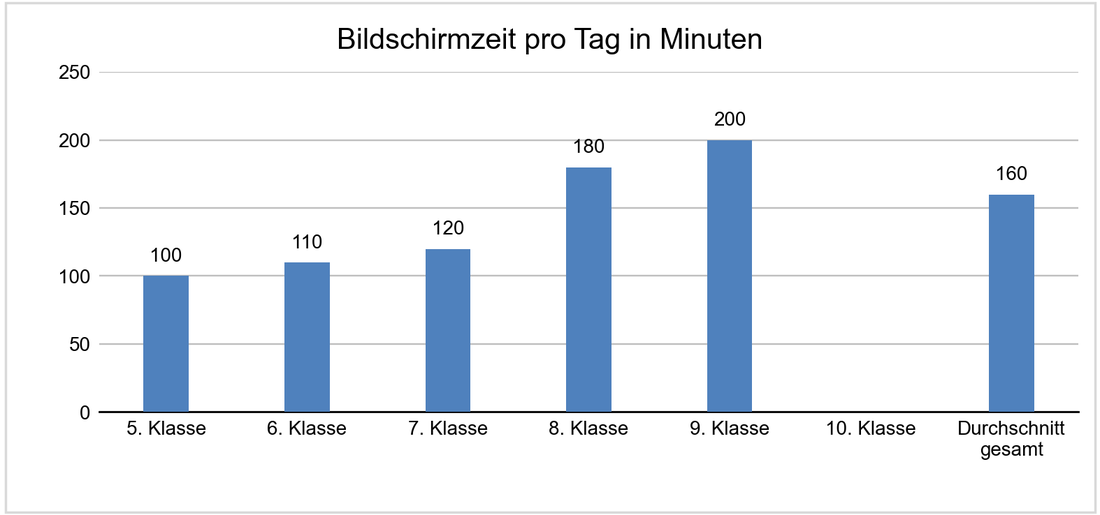 Bildschirmzeit pro Tag in Minuten
250
200
150
100
50
0
100
110
120
180
200
160
5. Klasse
6. Klasse
7. Klasse
8. Klasse
9. Klasse
10. Klasse
Durchschnitt
gesamt